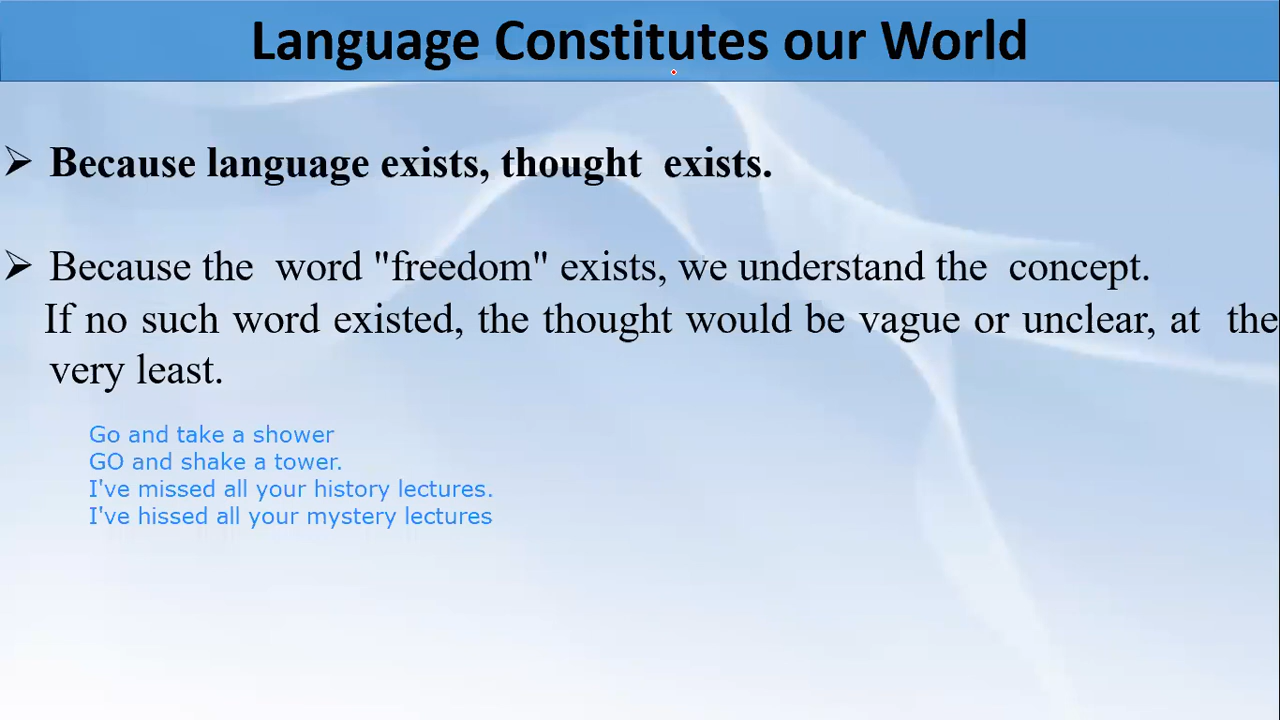 Language Constitutes our World
➢ Because language exists, thought exists.
➢ Because the word "freedom" exists, we understand the concept.
If no such word existed, the thought would be vague or unclear, at the
very least.
Go and take a shower
GO and shake a tower.
I've missed all your history lectures.
I've hissed all your mystery lectures